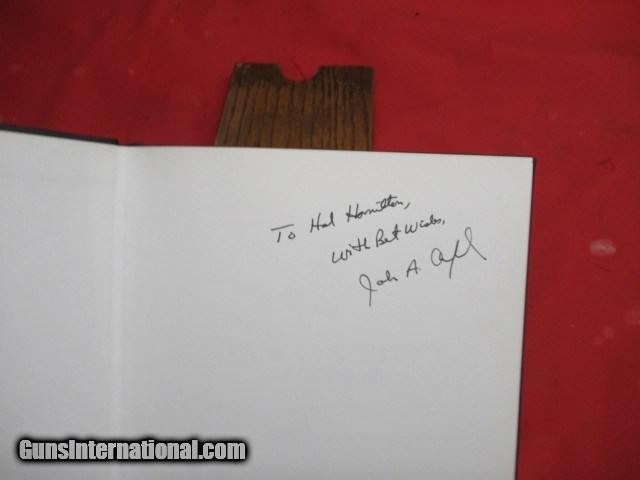 To Hal Hamilton,
With Best Wishes,
John A.
GunsInternational.com